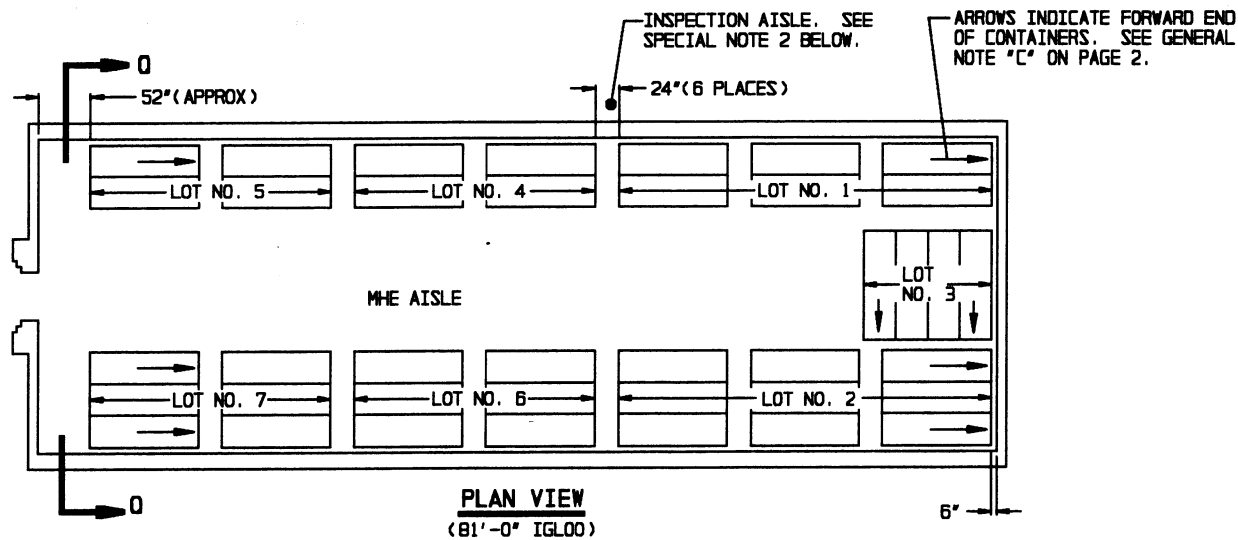 INSPECTION AISLE. SEE
SPECIAL NOTE 2 BELOW.
ARROWS INDICATE FORWARD END
OF CONTAINERS. SEE GENERAL
NOTE "C" ON PAGE 2.
Q
52"(APPROX)
24"(6 PLACES)
LOT NO. 5
LOT NO. 4
LOT NO. 1
LOT
NO. 3
MHE AISLE
LOT NO. 7
LOT NO. 6
LOT NO. 2
Q
PLAN VIEW
(81'-0" IGLOO)
6"